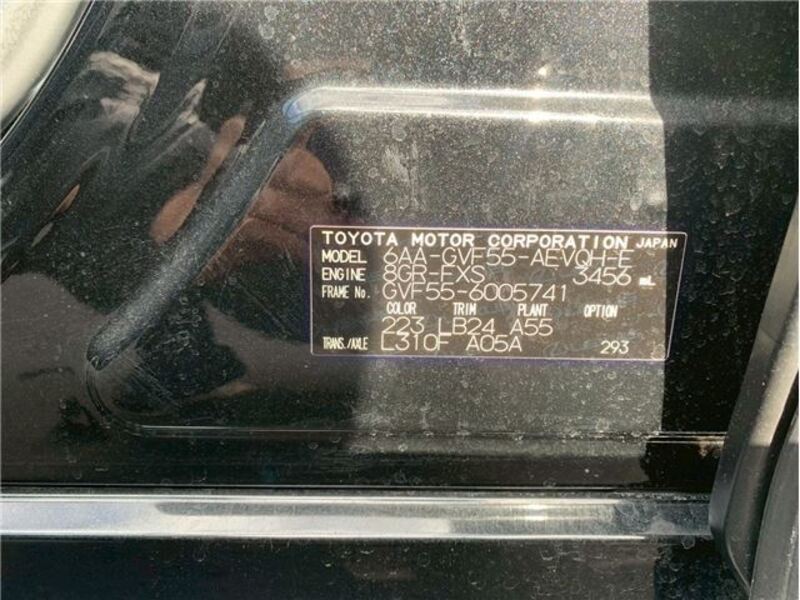 TOYOTA MOTOR CORPORATION JAPAN
MODEL 6AA-GVF55-AEVQH-E
ENGINE 8GR-FXS 3456 mL
FRAME No. GVF55-6005741
COLOR TRIM PLANT OPTION
223 LB24 A55
TRANS./AXLE L310F A05A 293